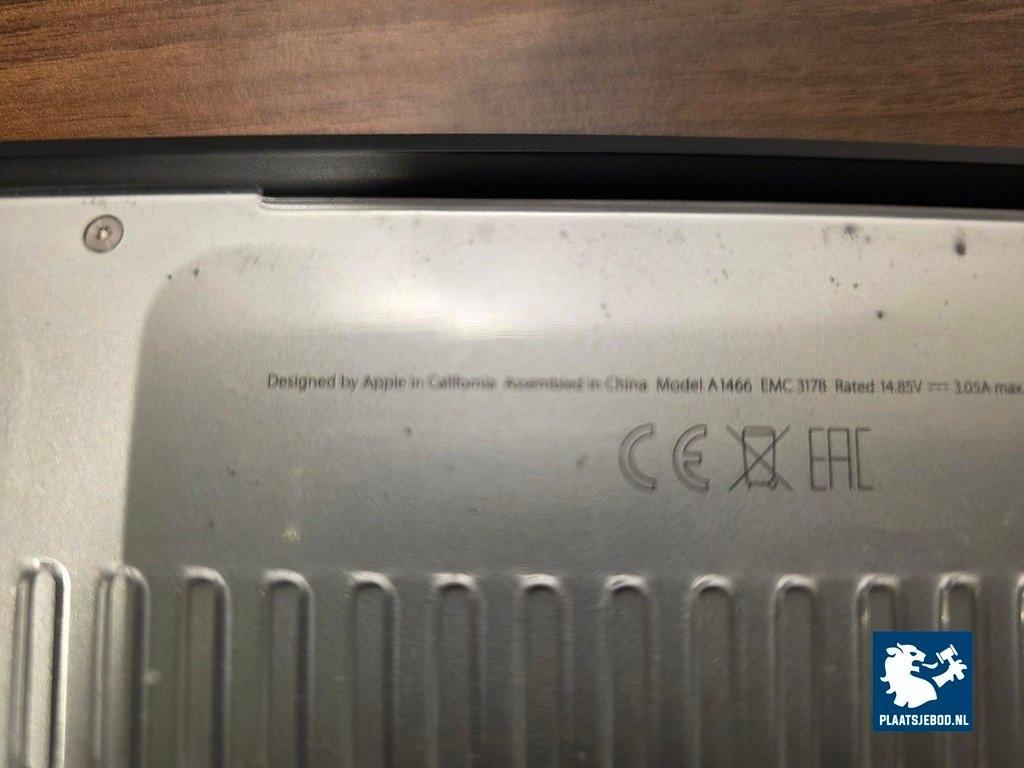 Designed by Apple in California Assembled in China Model A1466 EMC 3178 Rated 14.85V ⎓ 3.05A max.
CE EAC
PLAATSJEBOD.NL